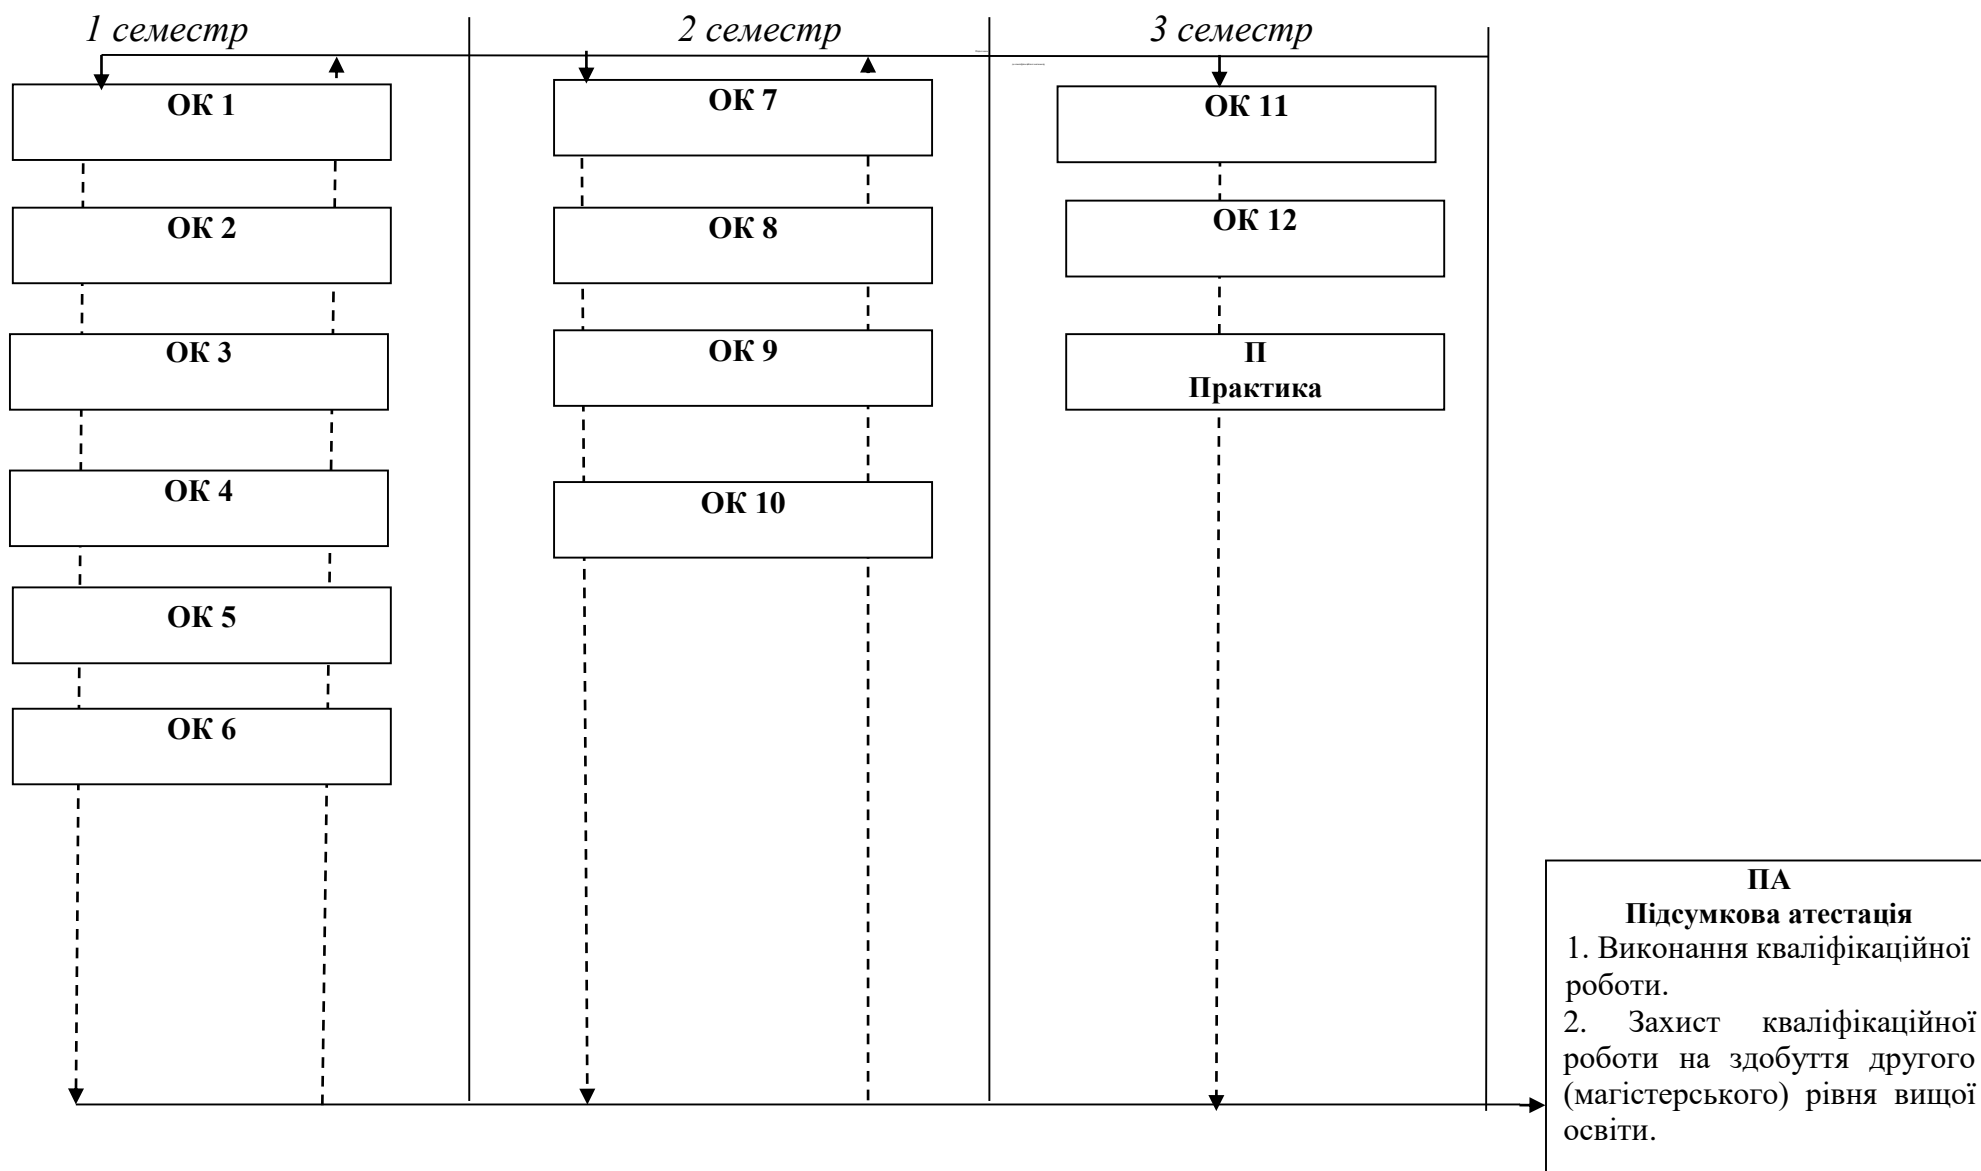 1 семестр
2 семестр
3 семестр
ОК 1
ОК 2
ОК 3
ОК 4
ОК 5
ОК 6
ОК 7
ОК 8
ОК 9
ОК 10
ОК 11
ОК 12
П
Практика
ПА
Підсумкова атестація
1. Виконання кваліфікаційної
роботи.
2. Захист кваліфікаційної
роботи на здобуття другого
(магістерського) рівня вищої
освіти.